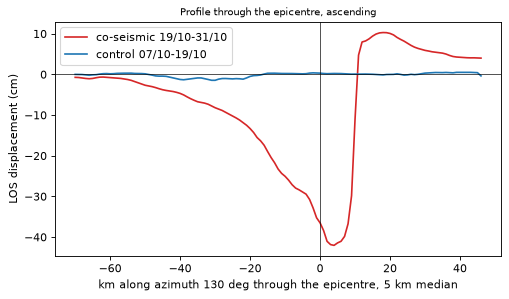 Profile through the epicentre, ascending
co-seismic 19/10-31/10
control 07/10-19/10
LOS displacement (cm)
10
0
−10
−20
−30
−40
−60
−40
−20
0
20
40
km along azimuth 130 deg through the epicentre, 5 km median